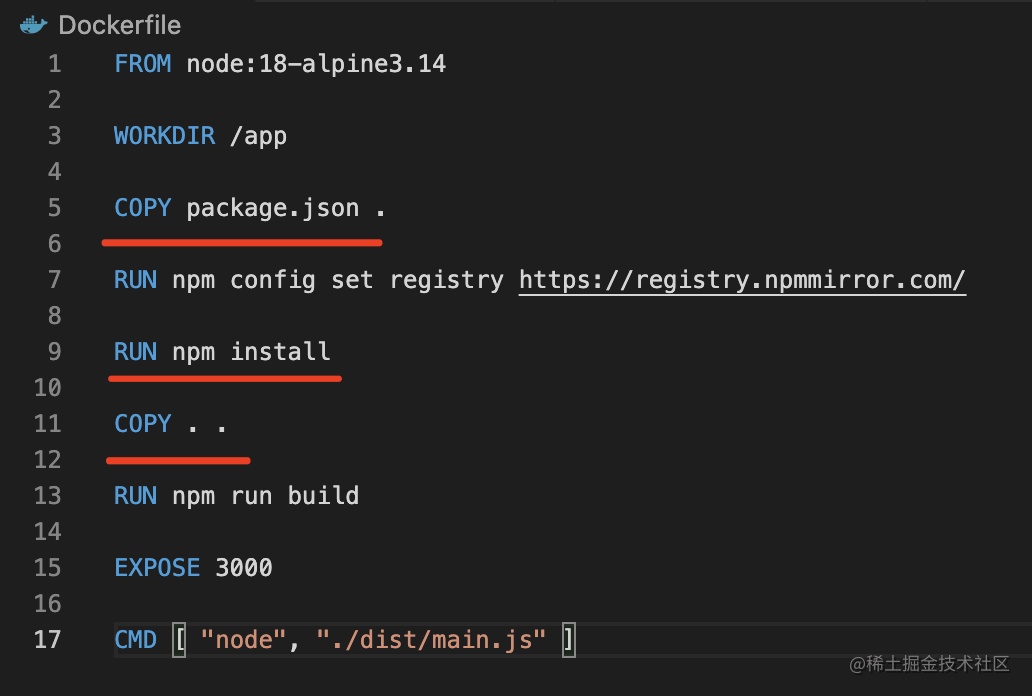 Dockerfile
1 FROM node:18-alpine3.14
2
3 WORKDIR /app
4
5 COPY package.json .
6
7 RUN npm config set registry https://registry.npmmirror.com/
8
9 RUN npm install
10
11 COPY . .
12
13 RUN npm run build
14
15 EXPOSE 3000
16
17 CMD [ "node", "./dist/main.js" ]
@稀土掘金技术社区